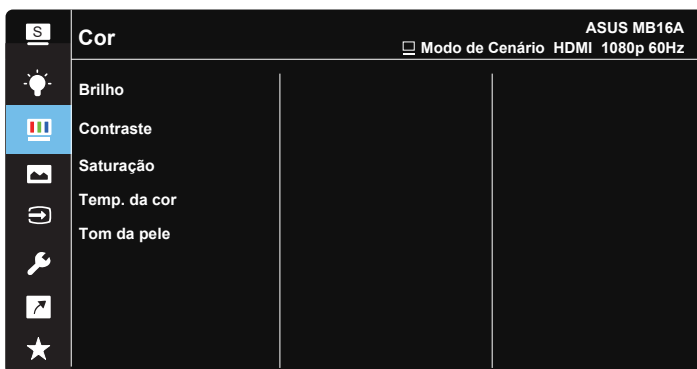 S
Cor
ASUS MB16A
Modo de Cenário HDMI 1080p 60Hz
Brilho
Contraste
Saturação
Temp. da cor
Tom da pele